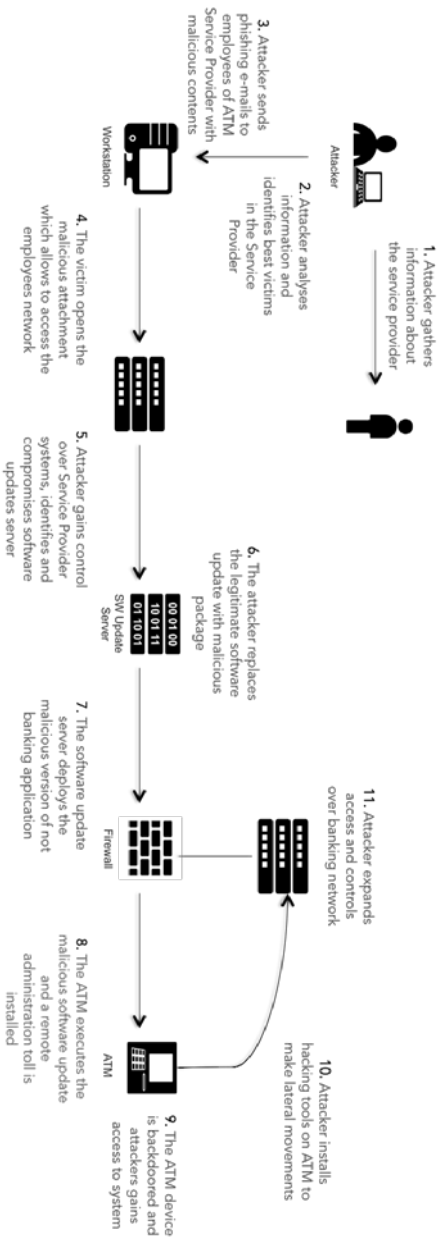 1. Attacker gathers
information about
the service provider
Attacker
2. Attacker analyses
information and
identifies best victims
in the Service
Provider
3. Attacker sends
phishing e-mails to
employees of ATM
Service Provider with
malicious contents
Workstation
4. The victim opens the
malicious attachment
which allows to access the
employees network
5. Attacker gains control
over Service Provider
systems, identifies and
compromises software
updates server
6. The attacker replaces
the legitimate software
update with malicious
package
00 01 00
10 01 11
01 10 01
SW Update
Server
7. The software update
server deploys the
malicious version of not
banking application
Firewall
8. The ATM executes the
malicious software update
and a remote
administration toll is
installed
ATM
9. The ATM device
is backdoored and
attackers gains
access to system
10. Attacker installs
hacking tools on ATM to
make lateral movements
11. Attacker expands
access and controls
over banking network